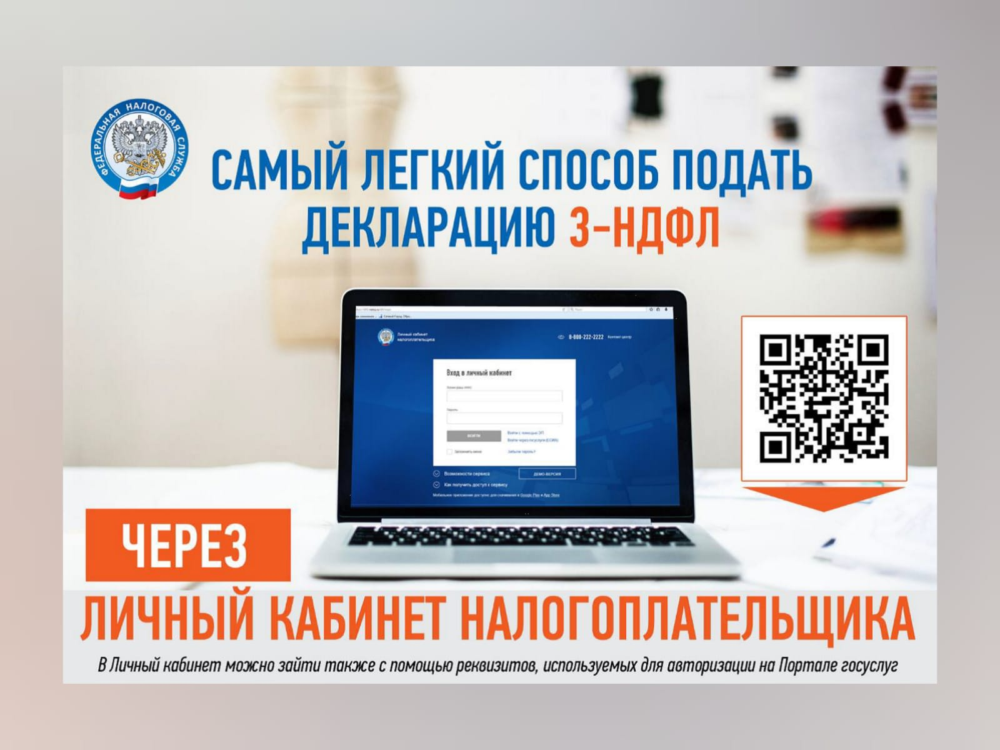 ФЕДЕРАЛЬНАЯ НАЛОГОВАЯ СЛУЖБА
САМЫЙ ЛЕГКИЙ СПОСОБ ПОДАТЬ
ДЕКЛАРАЦИЮ 3-НДФЛ
Личный кабинет
налогоплательщика
8-800-222-2222 Контакт-центр
Вход в личный кабинет
Пароль
ВОЙТИ
Войти с помощью ЭП
Войти через госуслуги (ЕСИА)
Запомнить меня
Забыли пароль?
Возможности сервиса
ДЕМО-ВЕРСИЯ
Как получить доступ к сервису
Мобильное приложение доступно для скачивания в Google Play и App Store
ЧЕРЕЗ
ЛИЧНЫЙ КАБИНЕТ НАЛОГОПЛАТЕЛЬЩИКА
В Личный кабинет можно зайти также с помощью реквизитов, используемых для авторизации на Портале госуслуг